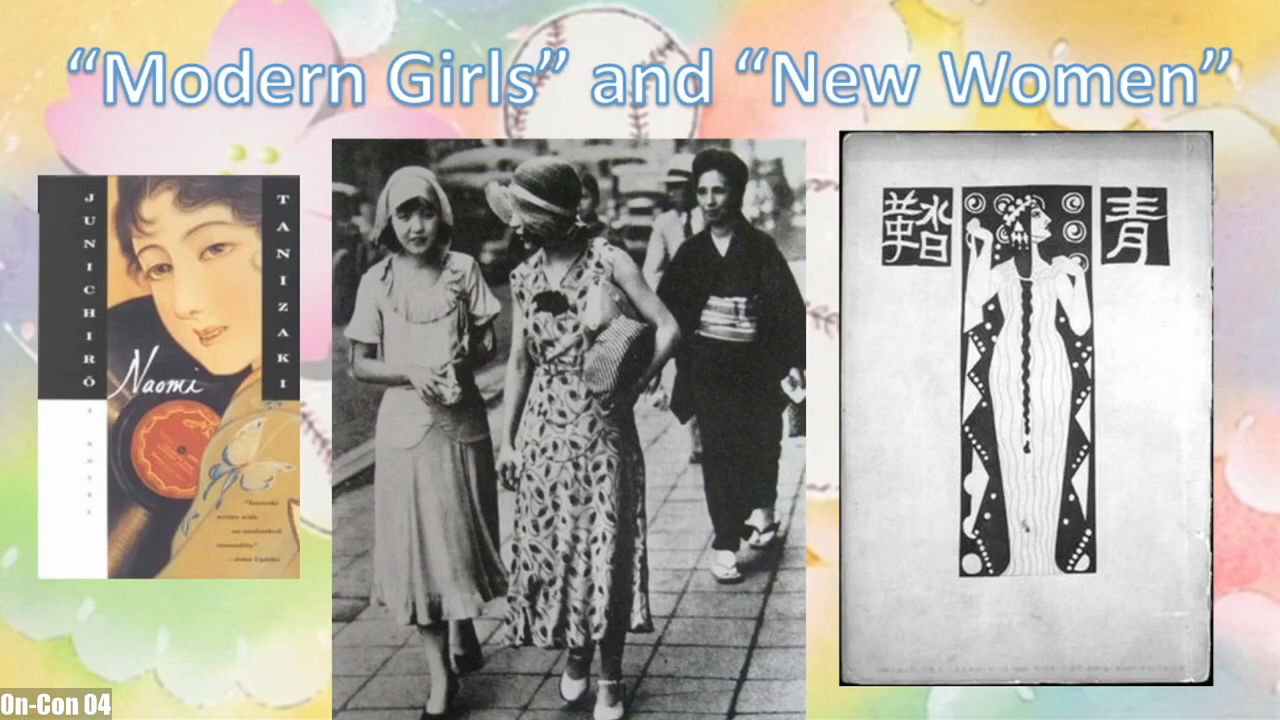 “Modern Girls” and “New Women”
JUNICHIRŌ
TANIZAKI
Naomi
A NOVEL
青鞜
On-Con 04